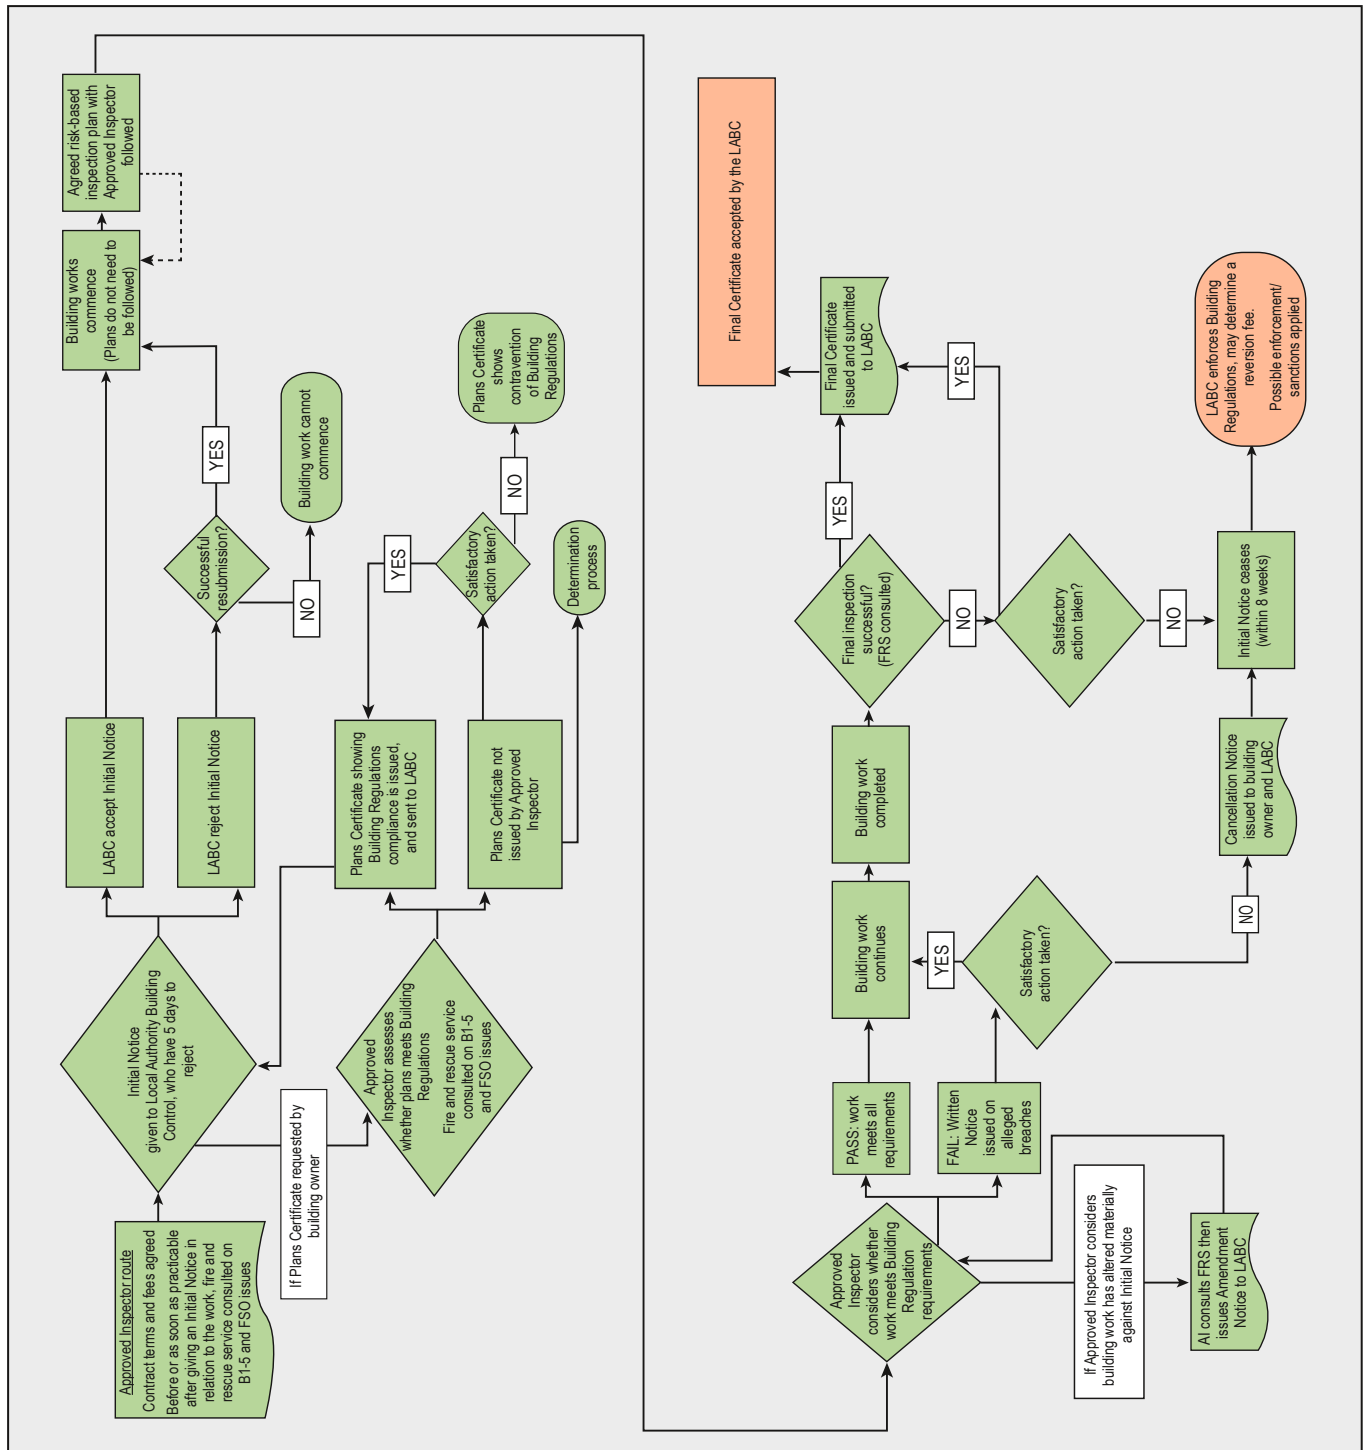 Approved Inspector route
Contract terms and fees agreed
Before or as soon as practicable
after giving an Initial Notice in
relation to the work, fire and
rescue service consulted on
B1-5 and FSO issues
Initial Notice
given to Local Authority Building
Control, who have 5 days to
reject
If Plans Certificate requested by
building owner
Approved
Inspector assesses
whether plans meets Building
Regulations
Fire and rescue service
consulted on B1-5
and FSO issues
LABC accept Initial Notice
LABC reject Initial Notice
Plans Certificate showing
Building Regulations
compliance is issued,
and sent to LABC
Plans Certificate not
issued by Approved
Inspector
Successful
resubmission?
YES
NO
Building work cannot
commence
Satisfactory
action taken?
YES
NO
Determination
process
Plans Certificate
shows
contravention
of Building
Regulations
Building works
commence
(Plans do not need to
be followed)
Agreed risk-based
inspection plan with
Approved Inspector
followed
Approved
Inspector
considers whether
work meets Building
Regulation
requirements
If Approved Inspector considers
building work has altered materially
against Initial Notice
AI consults FRS then
issues Amendment
Notice to LABC
PASS: work
meets all
requirements
FAIL: Written
Notice
issued on
alleged
breaches
Building work
continues
YES
Satisfactory
action taken?
NO
Building work
completed
Cancellation Notice
issued to building
owner and LABC
Final inspection
successful?
(FRS consulted)
YES
NO
Satisfactory
action taken?
YES
NO
Initial Notice ceases
(within 8 weeks)
Final Certificate
issued and submitted
to LABC
Final Certificate accepted by the LABC
LABC enforces Building
Regulations, may determine a
reversion fee.
Possible enforcement/
sanctions applied